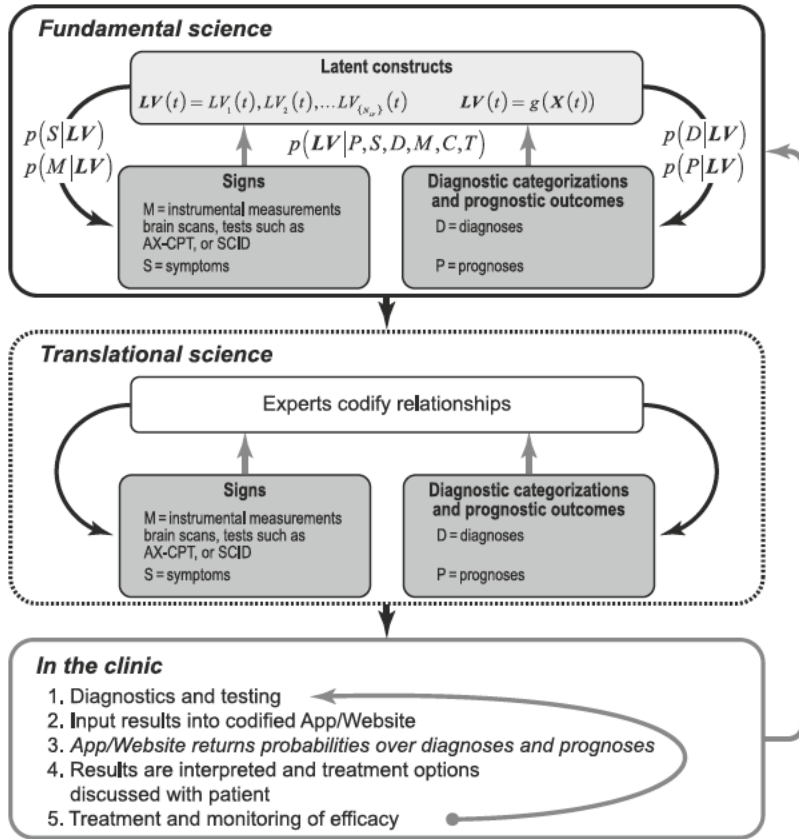 Fundamental science
Latent constructs
LV(t) = LV₁(t), LV₂(t), ... LV_{N_{LV}}(t) LV(t) = g(X(t))
p(S|LV)
p(M|LV)
p(LV|P,S,D,M,C,T)
p(D|LV)
p(P|LV)
Signs
M = instrumental measurements
brain scans, tests such as
AX-CPT, or SCID
S = symptoms
Diagnostic categorizations
and prognostic outcomes
D = diagnoses
P = prognoses
Translational science
Experts codify relationships
Signs
M = instrumental measurements
brain scans, tests such as
AX-CPT, or SCID
S = symptoms
Diagnostic categorizations
and prognostic outcomes
D = diagnoses
P = prognoses
In the clinic
1. Diagnostics and testing
2. Input results into codified App/Website
3. App/Website returns probabilities over diagnoses and prognoses
4. Results are interpreted and treatment options
discussed with patient
5. Treatment and monitoring of efficacy